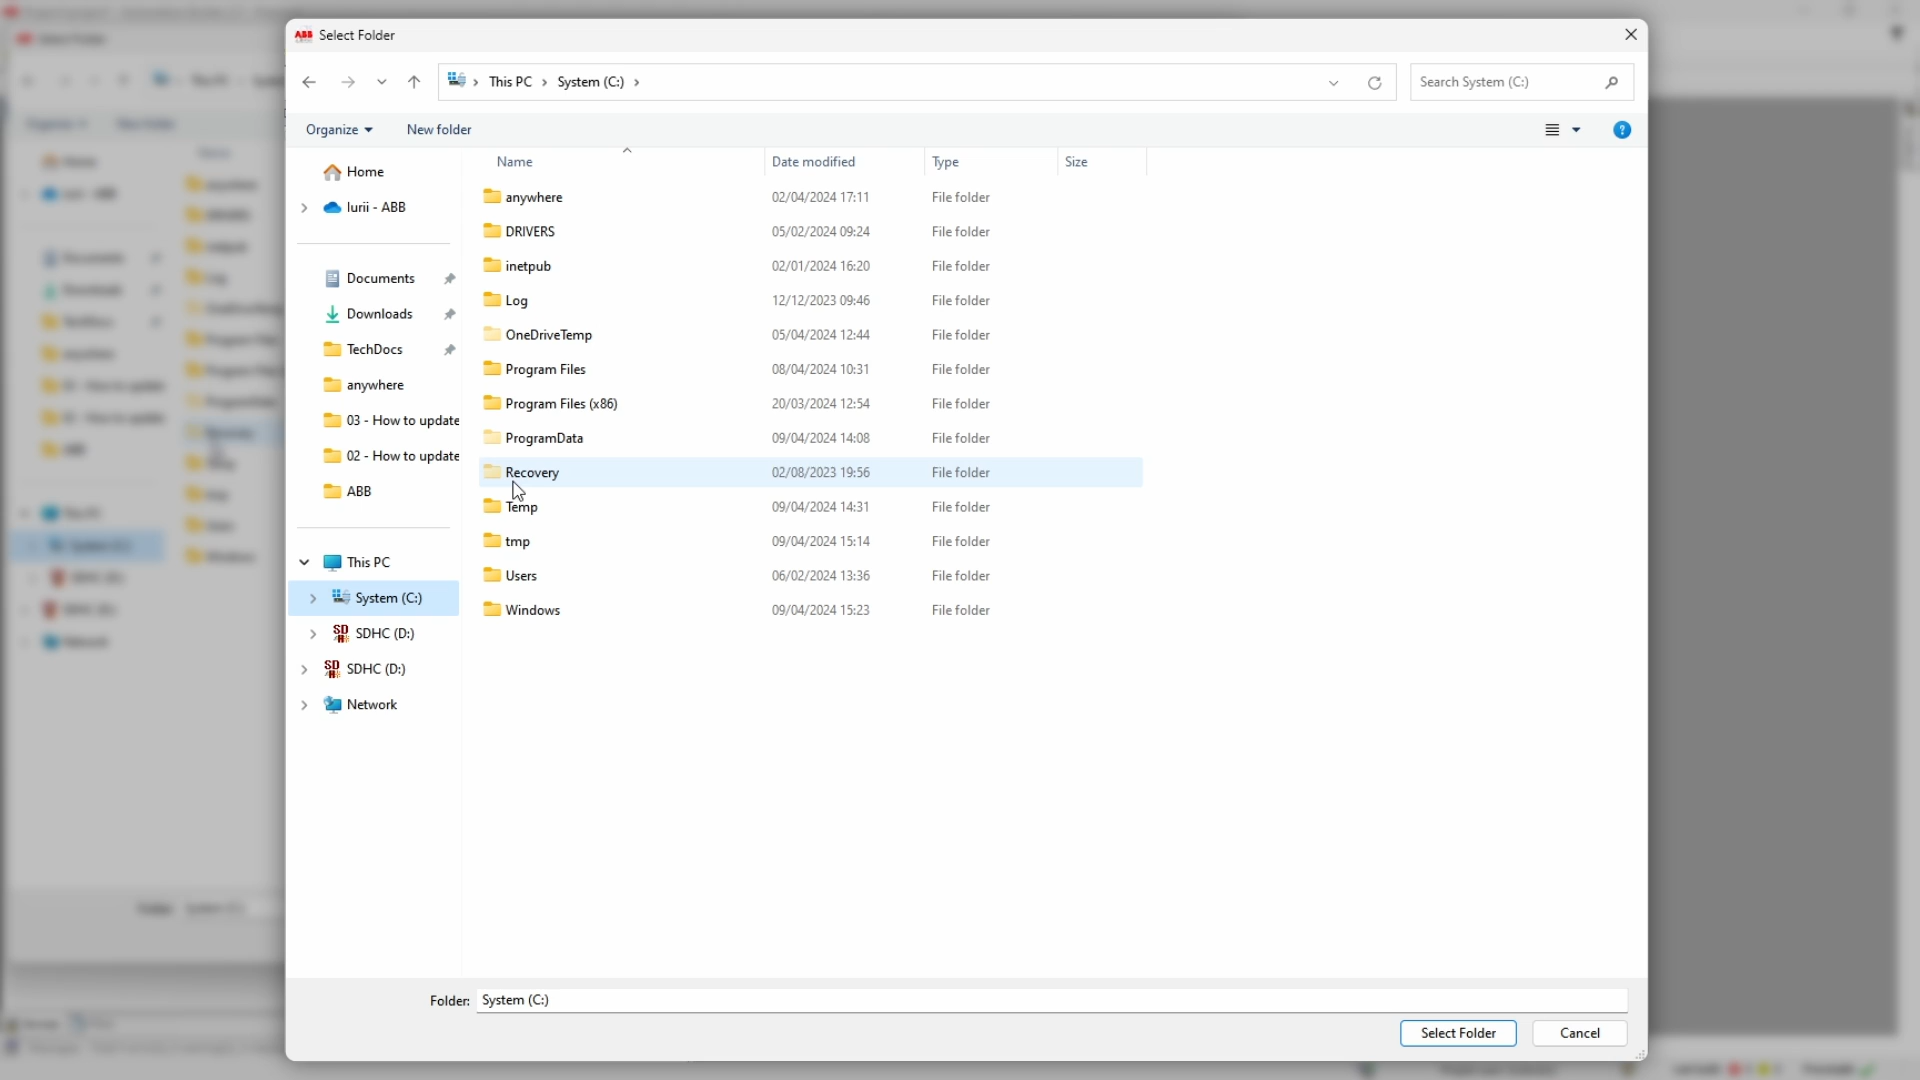 ABB Select Folder
This PC > System (C:) >
Search System (C:)
Organize
New folder
Name Date modified Type Size
Home
Iurii - ABB
Documents
Downloads
TechDocs
anywhere
03 - How to update
02 - How to update
ABB
This PC
System (C:)
SDHC (D:)
SDHC (D:)
Network
anywhere 02/04/2024 17:11 File folder
DRIVERS 05/02/2024 09:24 File folder
inetpub 02/01/2024 16:20 File folder
Log 12/12/2023 09:46 File folder
OneDriveTemp 05/04/2024 12:44 File folder
Program Files 08/04/2024 10:31 File folder
Program Files (x86) 20/03/2024 12:54 File folder
ProgramData 09/04/2024 14:08 File folder
Recovery 02/08/2023 19:56 File folder
Temp 09/04/2024 14:31 File folder
tmp 09/04/2024 15:14 File folder
Users 06/02/2024 13:36 File folder
Windows 09/04/2024 15:23 File folder
Folder: System (C:)
Select Folder
Cancel